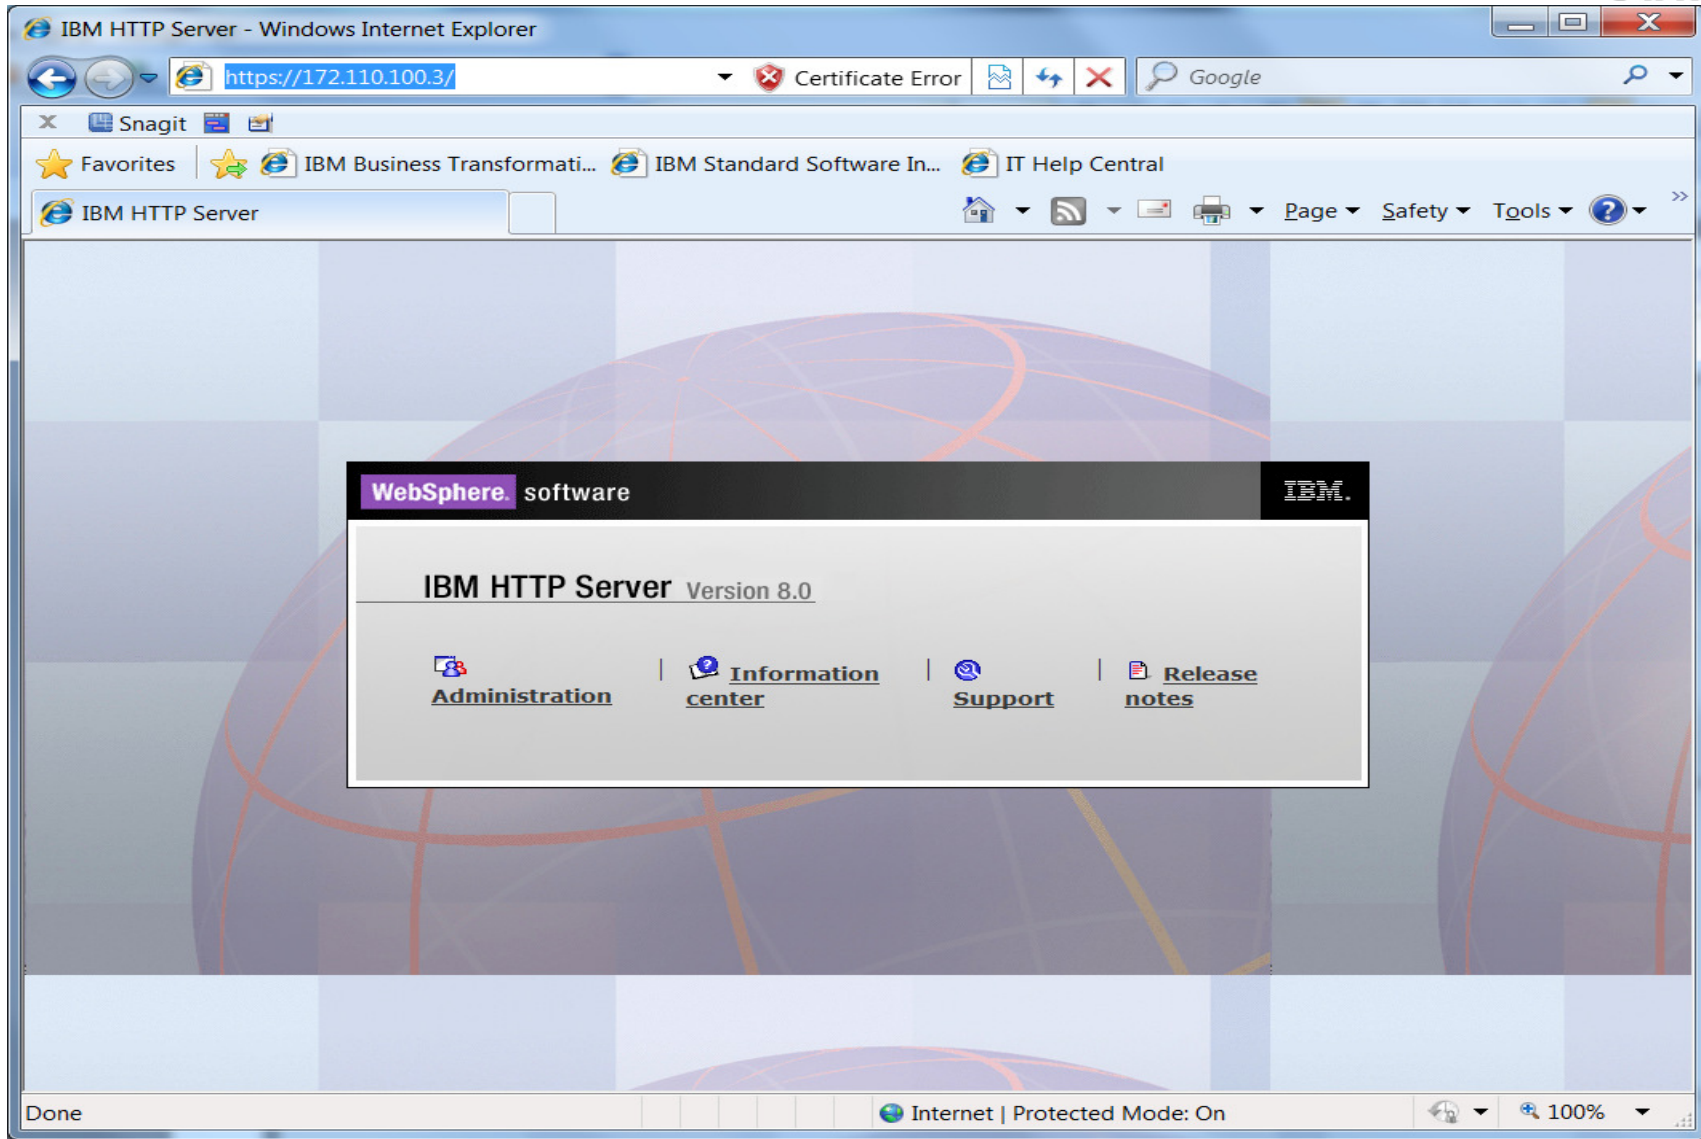 IBM HTTP Server - Windows Internet Explorer
https://172.110.100.3/ Certificate Error Google
x Snagit
Favorites IBM Business Transformati... IBM Standard Software In... IT Help Central
IBM HTTP Server Page Safety Tools
WebSphere. software IBM.
IBM HTTP Server Version 8.0
Administration | Information center | Support | Release notes
Done Internet | Protected Mode: On 100%